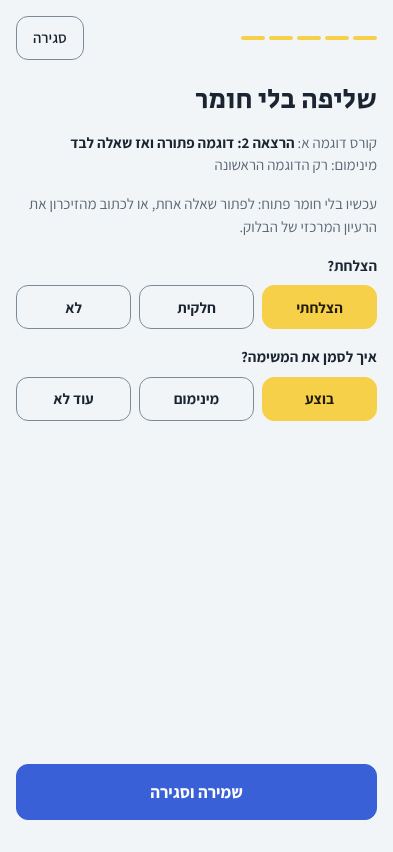 סגירה
שליפה בלי חומר
קורס דוגמה א: הרצאה 2: דוגמה פתורה ואז שאלה לבד
מינימום: רק הדוגמה הראשונה
עכשיו בלי חומר פתוח: לפתור שאלה אחת, או לכתוב מהזיכרון את
הרעיון המרכזי של הבלוק.
הצלחת?
הצלחתי
חלקית
לא
איך לסמן את המשימה?
בוצע
מינימום
עוד לא
שמירה וסגירה